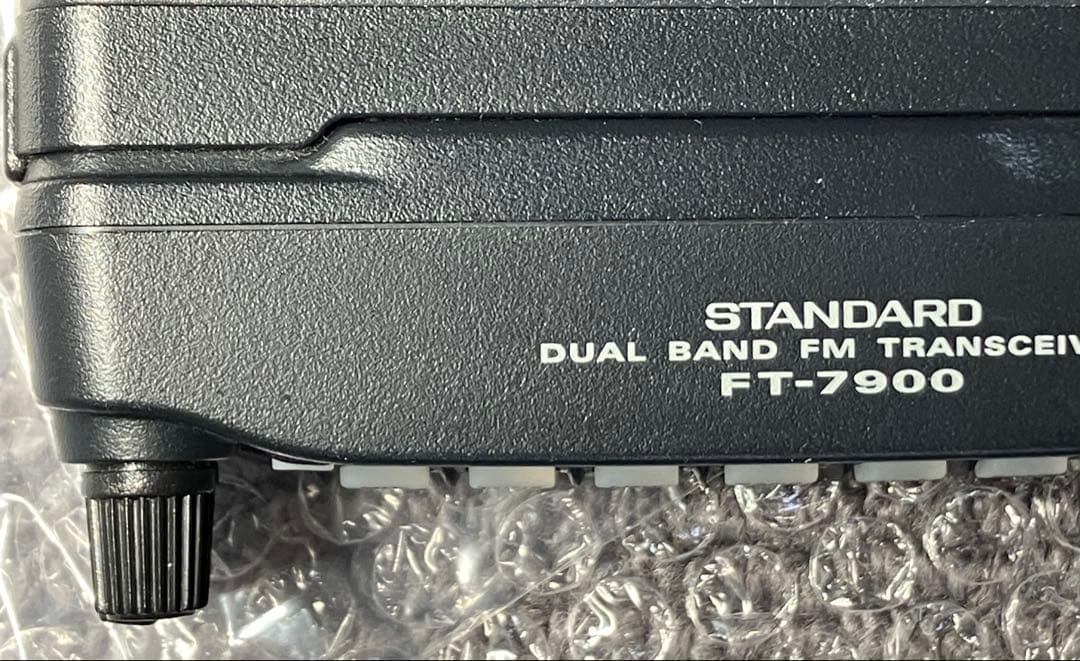 STANDARD
DUAL BAND FM TRANSCEIV
FT-7900